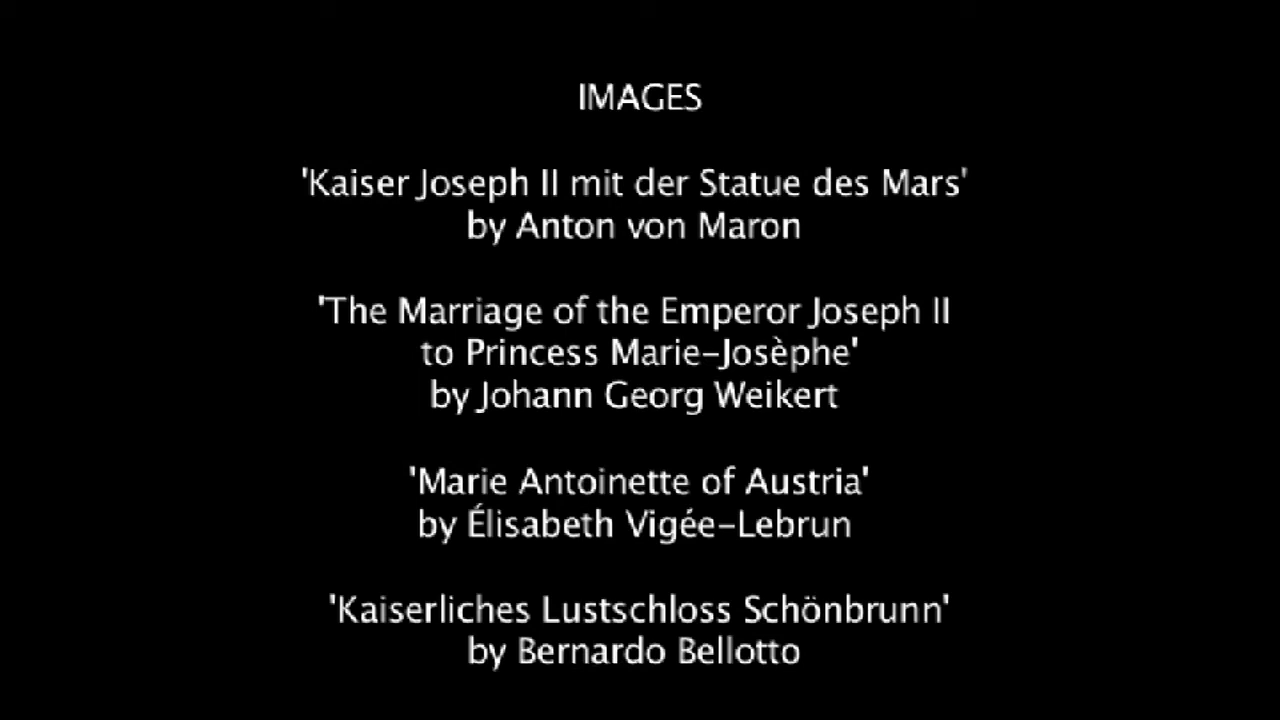 IMAGES
'Kaiser Joseph II mit der Statue des Mars'
by Anton von Maron
'The Marriage of the Emperor Joseph II
to Princess Marie-Josèphe'
by Johann Georg Weikert
'Marie Antoinette of Austria'
by Élisabeth Vigée-Lebrun
'Kaiserliches Lustschloss Schönbrunn'
by Bernardo Bellotto